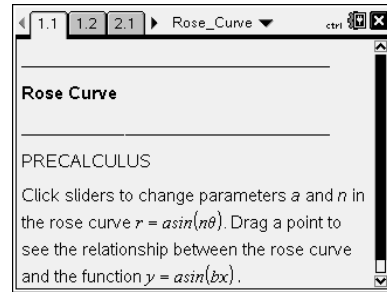 1.1 1.2 2.1 Rose_Curve ctrl
Rose Curve
PRECALCULUS
Click sliders to change parameters a and n in
the rose curve r = asin(nθ). Drag a point to
see the relationship between the rose curve
and the function y = asin(bx) .